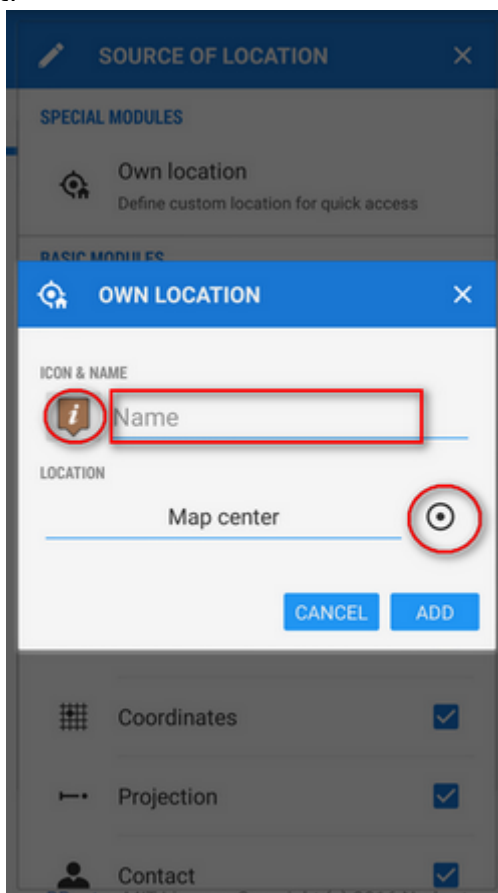 SOURCE OF LOCATION
SPECIAL MODULES
Own location
Define custom location for quick access
BASIC MODULES
OWN LOCATION
ICON & NAME
i
Name
LOCATION
Map center
CANCEL ADD
Coordinates
Projection
Contact